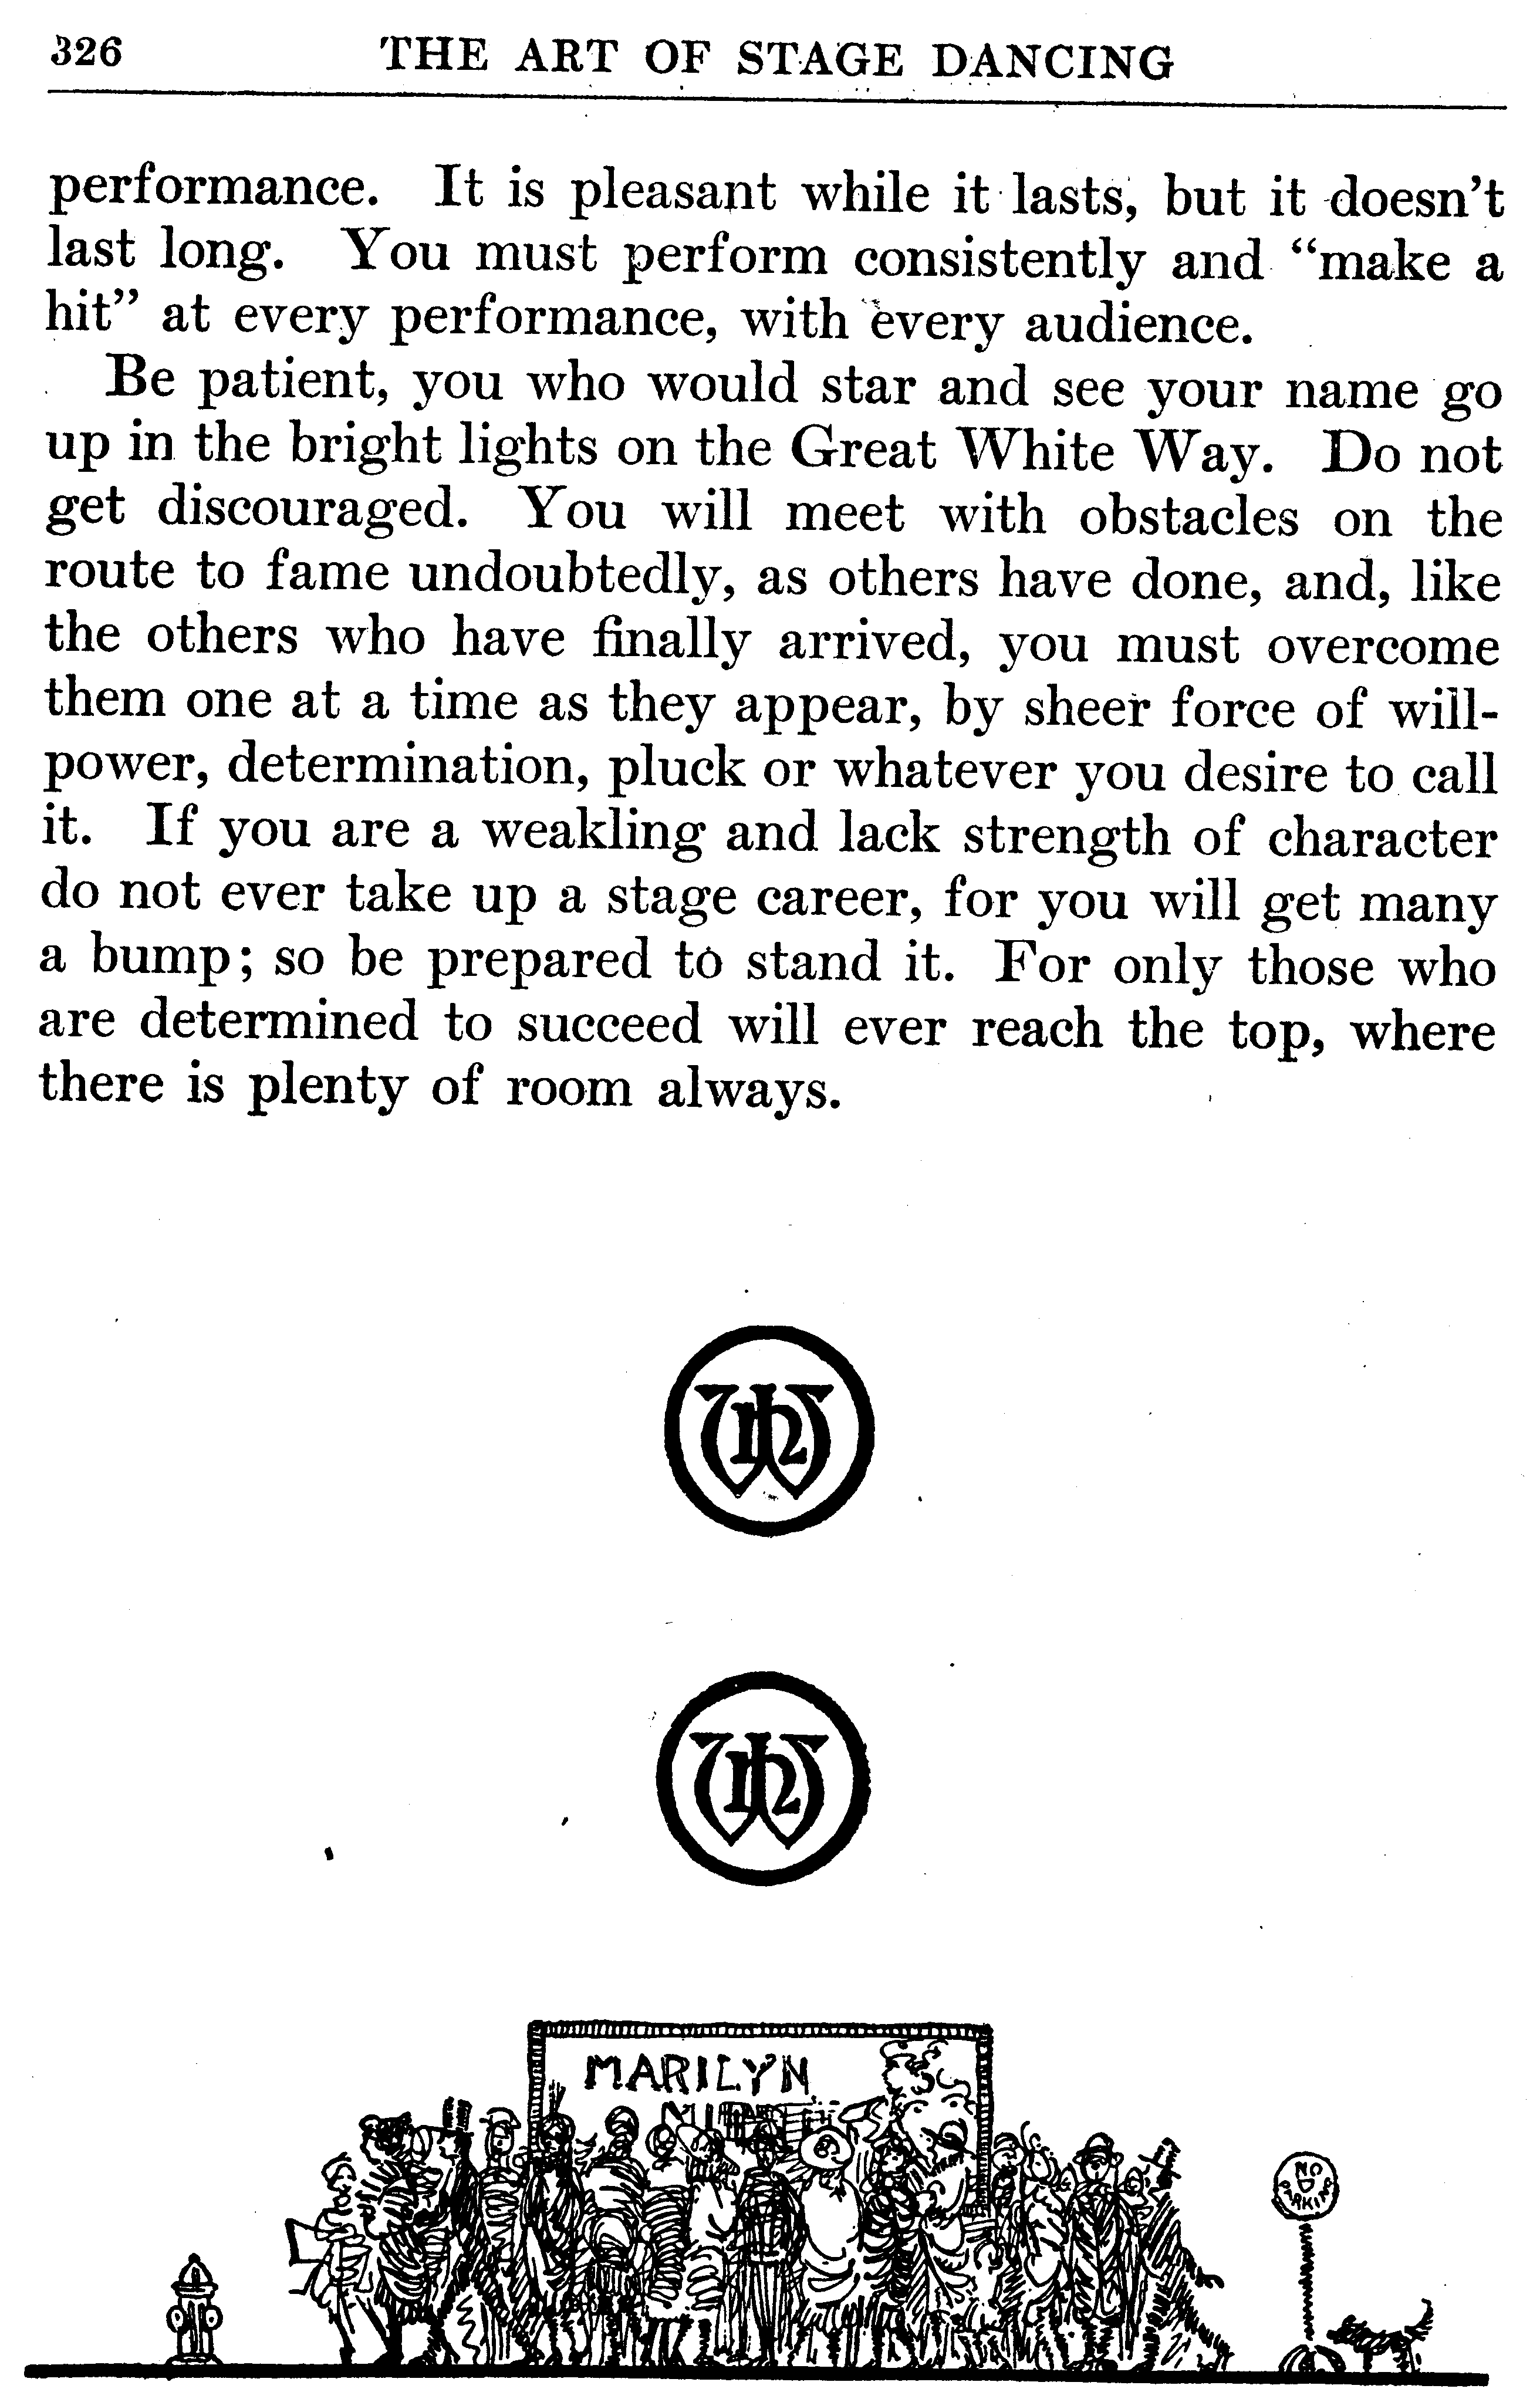 326 THE ART OF STAGE DANCING
performance. It is pleasant while it lasts, but it doesn't
last long. You must perform consistently and “make a
hit” at every performance, with every audience.
Be patient, you who would star and see your name go
up in the bright lights on the Great White Way. Do not
get discouraged. You will meet with obstacles on the
route to fame undoubtedly, as others have done, and, like
the others who have finally arrived, you must overcome
them one at a time as they appear, by sheer force of will-
power, determination, pluck or whatever you desire to call
it. If you are a weakling and lack strength of character
do not ever take up a stage career, for you will get many
a bump; so be prepared to stand it. For only those who
are determined to succeed will ever reach the top, where
there is plenty of room always.
MARILYN
NO
PARKING